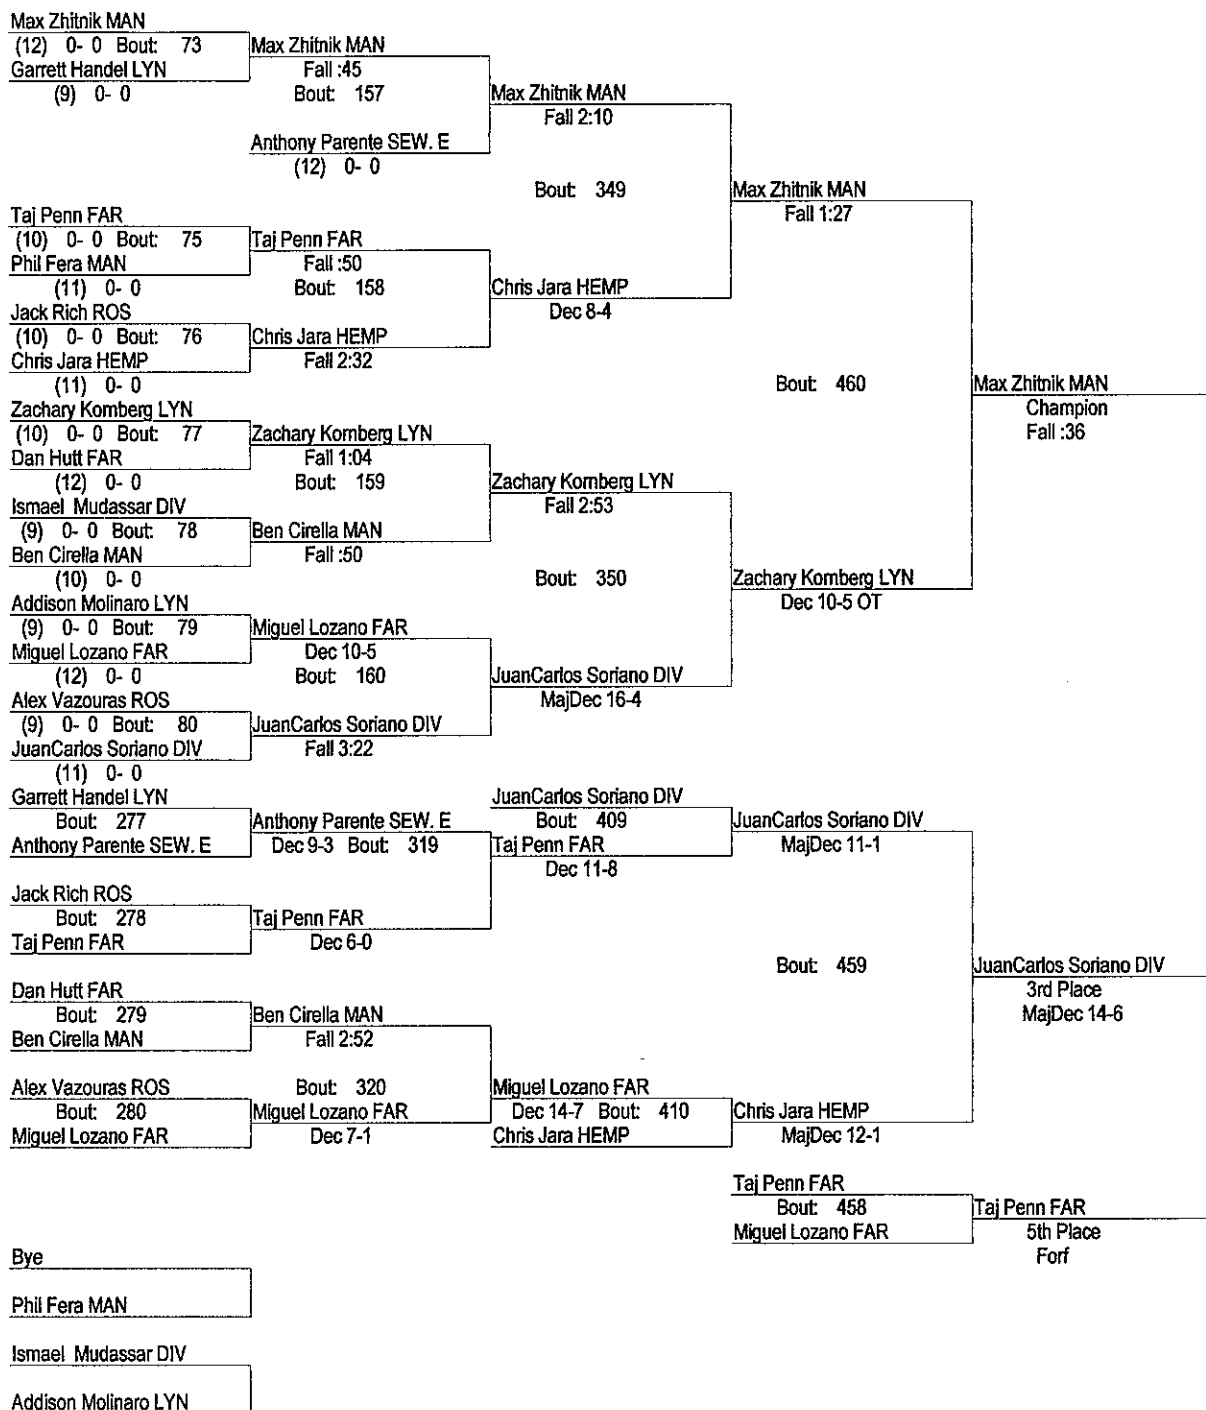 Max Zhitnik MAN
(12) 0- 0 Bout: 73
Garrett Handel LYN
(9) 0- 0
Max Zhitnik MAN
Fall :45
Bout: 157
Anthony Parente SEW. E
(12) 0- 0
Max Zhitnik MAN
Fall 2:10
Bout: 349
Max Zhitnik MAN
Fall 1:27
Taj Penn FAR
(10) 0- 0 Bout: 75
Phil Fera MAN
(11) 0- 0
Taj Penn FAR
Fall :50
Bout: 158
Jack Rich ROS
(10) 0- 0 Bout: 76
Chris Jara HEMP
(11) 0- 0
Chris Jara HEMP
Fall 2:32
Chris Jara HEMP
Dec 8-4
Bout: 460
Max Zhitnik MAN
Champion
Fall :36
Zachary Kornberg LYN
(10) 0- 0 Bout: 77
Dan Hutt FAR
(12) 0- 0
Zachary Kornberg LYN
Fall 1:04
Bout: 159
Ismael Mudassar DIV
(9) 0- 0 Bout: 78
Ben Cirella MAN
(10) 0- 0
Ben Cirella MAN
Fall :50
Zachary Kornberg LYN
Fall 2:53
Bout: 350
Zachary Kornberg LYN
Dec 10-5 OT
Addison Molinaro LYN
(9) 0- 0 Bout: 79
Miguel Lozano FAR
(12) 0- 0
Miguel Lozano FAR
Dec 10-5
Bout: 160
Alex Vazouras ROS
(9) 0- 0 Bout: 80
JuanCarlos Soriano DIV
(11) 0- 0
JuanCarlos Soriano DIV
Fall 3:22
JuanCarlos Soriano DIV
MajDec 16-4
Garrett Handel LYN
Bout: 277
Anthony Parente SEW. E
Anthony Parente SEW. E
Dec 9-3 Bout: 319
JuanCarlos Soriano DIV
Bout: 409
Taj Penn FAR
Dec 11-8
JuanCarlos Soriano DIV
MajDec 11-1
Jack Rich ROS
Bout: 278
Taj Penn FAR
Taj Penn FAR
Dec 6-0
Bout: 459
JuanCarlos Soriano DIV
3rd Place
MajDec 14-6
Dan Hutt FAR
Bout: 279
Ben Cirella MAN
Ben Cirella MAN
Fall 2:52
Bout: 320
Alex Vazouras ROS
Bout: 280
Miguel Lozano FAR
Miguel Lozano FAR
Dec 7-1
Miguel Lozano FAR
Dec 14-7 Bout: 410
Chris Jara HEMP
Chris Jara HEMP
MajDec 12-1
Taj Penn FAR
Bout: 458
Miguel Lozano FAR
Taj Penn FAR
5th Place
Forf
Bye
Phil Fera MAN
Ismael Mudassar DIV
Addison Molinaro LYN